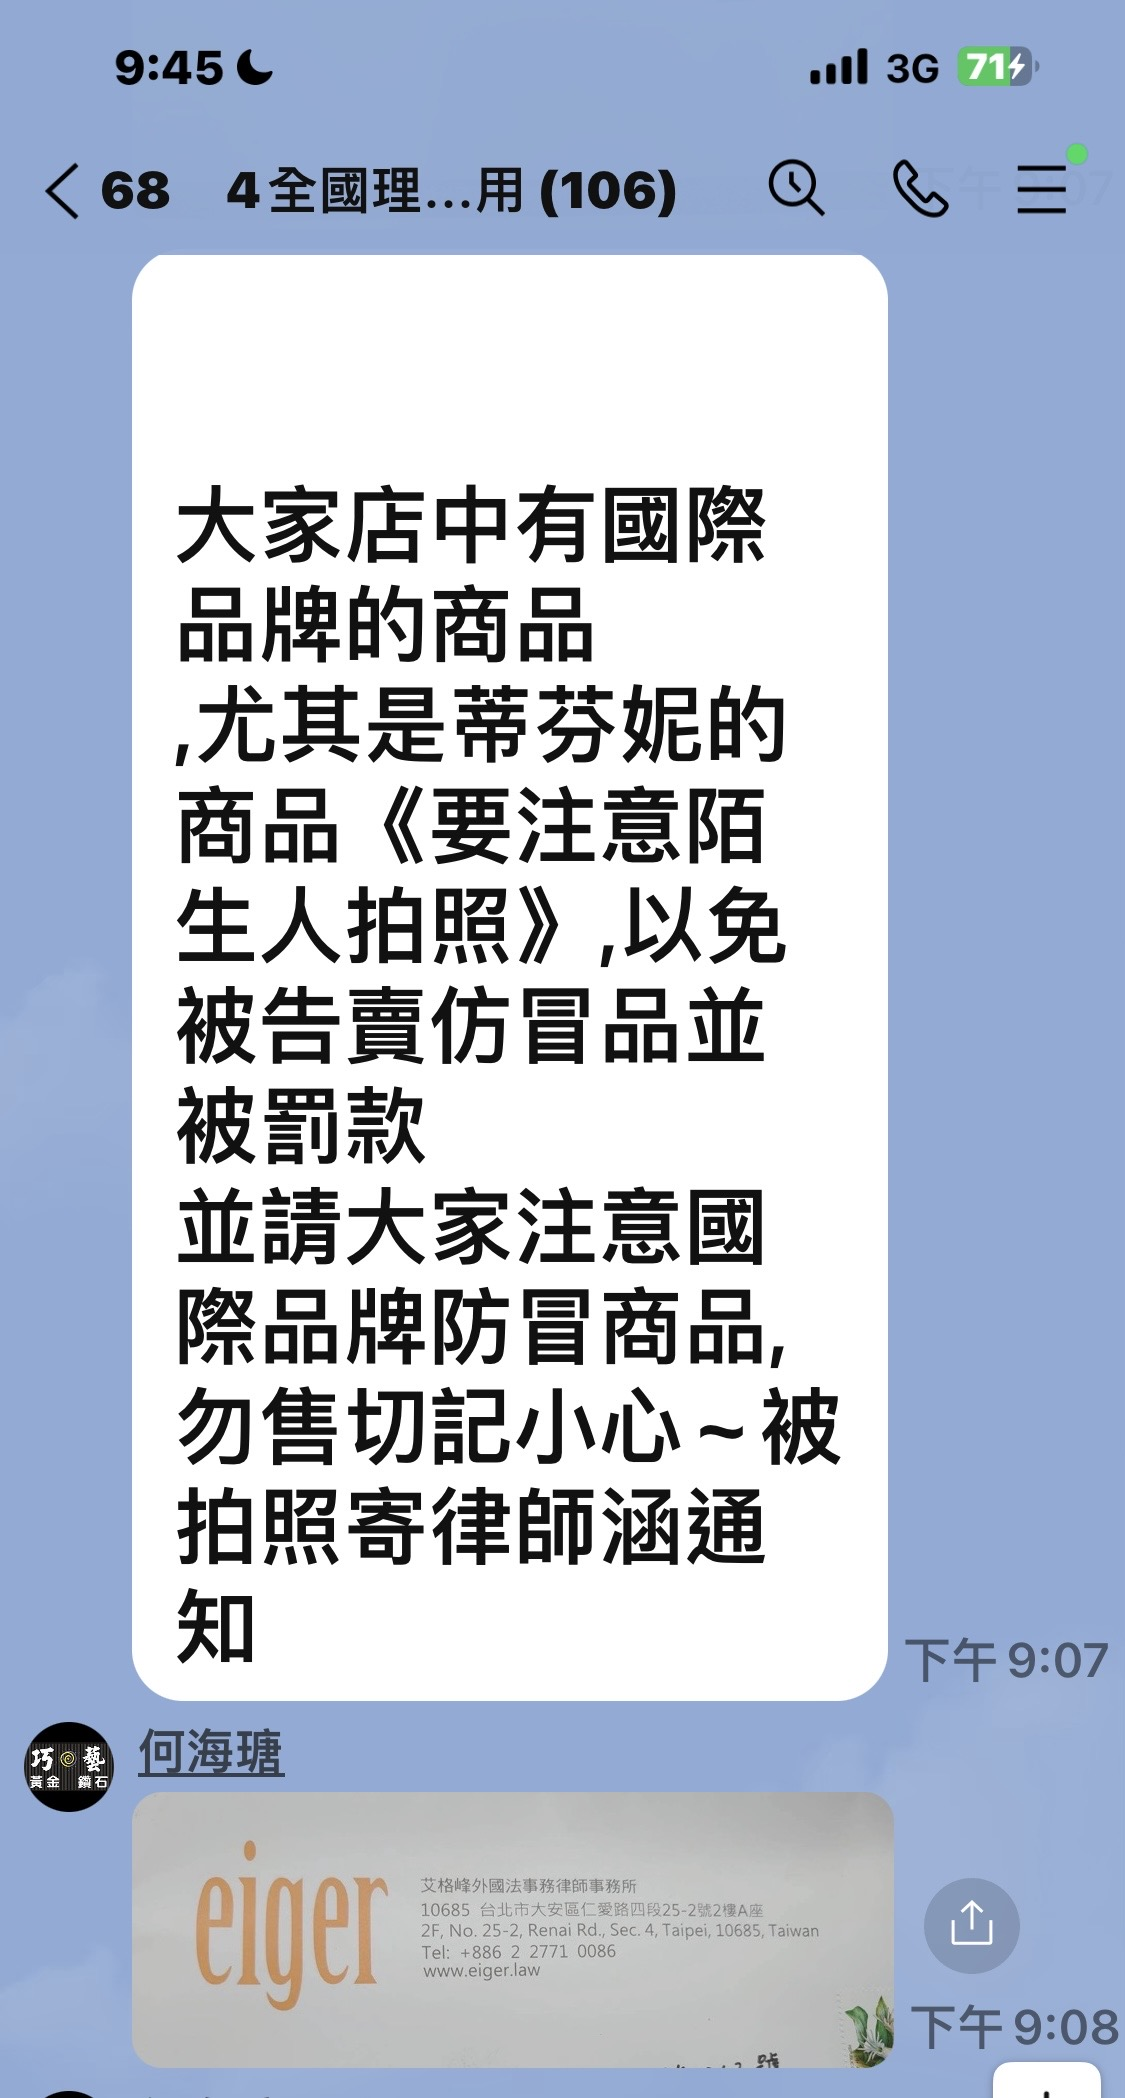 9:45
3G
71
68
4全國理...用 (106)
大家店中有國際
品牌的商品
,尤其是蒂芬妮的
商品《要注意陌
生人拍照》,以免
被告賣仿冒品並
被罰款
並請大家注意國
際品牌防冒商品,
勿售切記小心~被
拍照寄律師涵通
知
下午 9:07
何海瑭
巧 藝
黃金 鑽石
eiger
艾格峰外國法事務律師事務所
10685 台北市大安區仁愛路四段25-2號2樓A座
2F, No. 25-2, Renai Rd., Sec. 4, Taipei, 10685, Taiwan
Tel: +886 2 2771 0086
www.eiger.law
號
下午 9:08